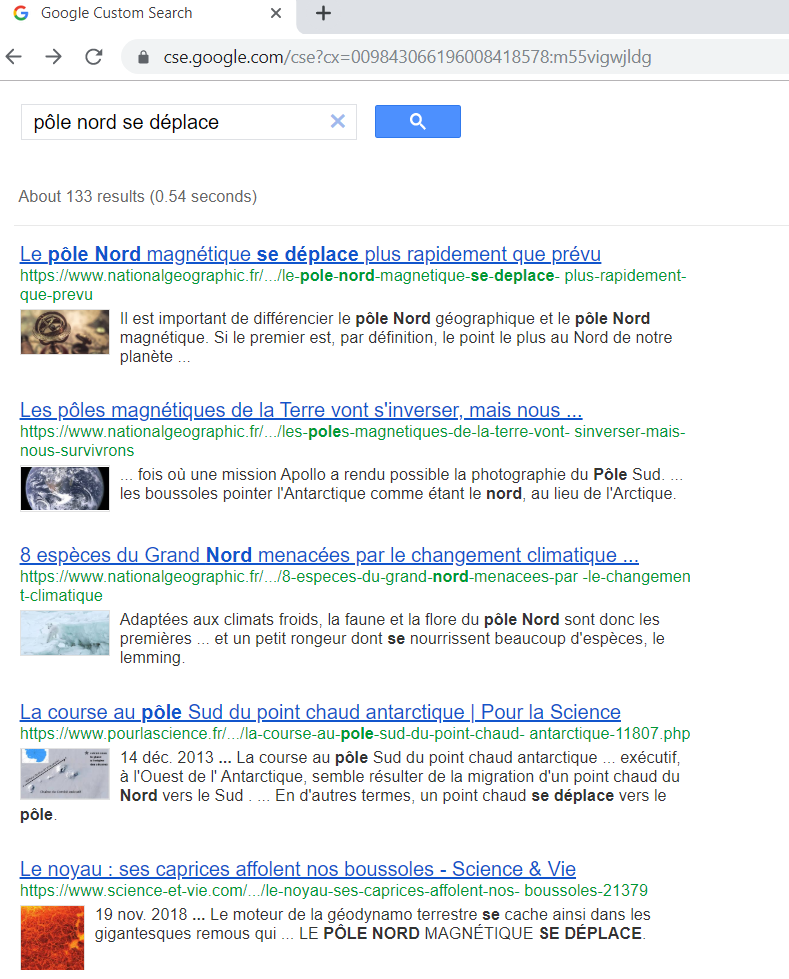 Google Custom Search
cse.google.com/cse?cx=009843066196008418578:m55vigwjldg
pôle nord se déplace
About 133 results (0.54 seconds)
Le pôle Nord magnétique se déplace plus rapidement que prévu
https://www.nationalgeographic.fr/.../le-pole-nord-magnetique-se-deplace- plus-rapidement-
que-prevu
Il est important de différencier le pôle Nord géographique et le pôle Nord
magnétique. Si le premier est, par définition, le point le plus au Nord de notre
planète ...
Les pôles magnétiques de la Terre vont s'inverser, mais nous ...
https://www.nationalgeographic.fr/.../les-poles-magnetiques-de-la-terre-vont- sinverser-mais-
nous-survivrons
... fois où une mission Apollo a rendu possible la photographie du Pôle Sud. ...
les boussoles pointer l'Antarctique comme étant le nord, au lieu de l'Arctique.
8 espèces du Grand Nord menacées par le changement climatique ...
https://www.nationalgeographic.fr/.../8-especes-du-grand-nord-menacees-par -le-changemen
t-climatique
Adaptées aux climats froids, la faune et la flore du pôle Nord sont donc les
premières ... et un petit rongeur dont se nourrissent beaucoup d'espèces, le
lemming.
La course au pôle Sud du point chaud antarctique | Pour la Science
https://www.pourlascience.fr/.../la-course-au-pole-sud-du-point-chaud- antarctique-11807.php
14 déc. 2013 ... La course au pôle Sud du point chaud antarctique ... exécutif,
à l'Ouest de l' Antarctique, semble résulter de la migration d'un point chaud du
Nord vers le Sud . ... En d'autres termes, un point chaud se déplace vers le
pôle.
Le noyau : ses caprices affolent nos boussoles - Science & Vie
https://www.science-et-vie.com/.../le-noyau-ses-caprices-affolent-nos- boussoles-21379
19 nov. 2018 ... Le moteur de la géodynamo terrestre se cache ainsi dans les
gigantesques remous qui ... LE PÔLE NORD MAGNÉTIQUE SE DÉPLACE.